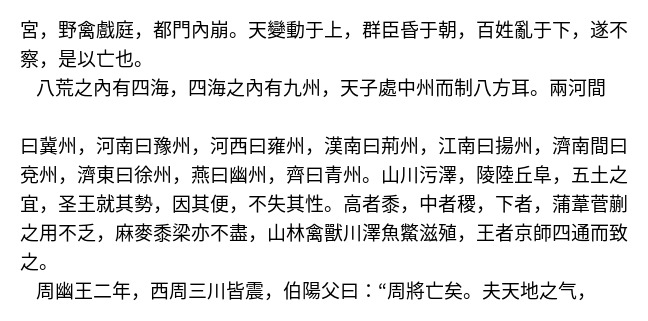 宮，野禽戲庭，都門內崩。天變動于上，群臣昏于朝，百姓亂于下，遂不
察，是以亡也。
八荒之內有四海，四海之內有九州，天子處中州而制八方耳。兩河間
曰冀州，河南曰豫州，河西曰雍州，漢南曰荊州，江南曰揚州，濟南間曰
兗州，濟東曰徐州，燕曰幽州，齊曰青州。山川污澤，陵陸丘阜，五土之
宜，圣王就其勢，因其便，不失其性。高者黍，中者稷，下者，蒲葦菅蒯
之用不乏，麻麥黍梁亦不盡，山林禽獸川澤魚鱉滋殖，王者京師四通而致
之。
周幽王二年，西周三川皆震，伯陽父曰：“周將亡矣。夫天地之气，